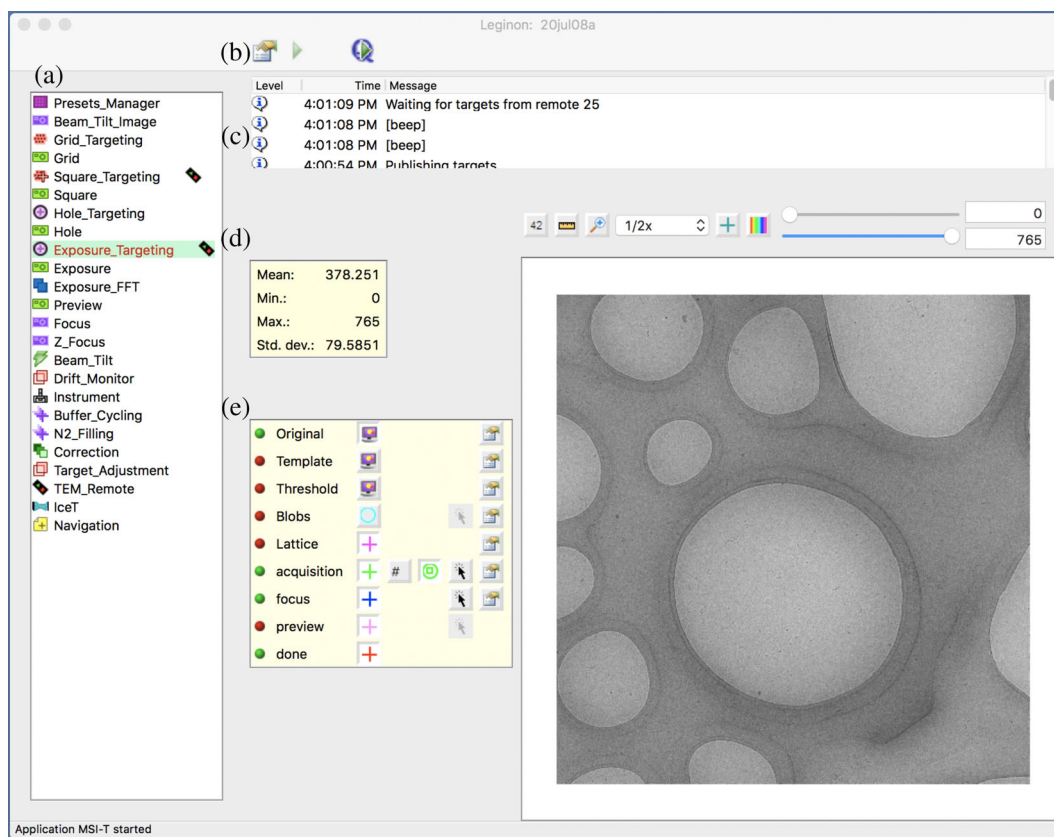 Leginon: 20jul08a
(b)
(a)
Level Time Message
4:01:09 PM Waiting for targets from remote 25
4:01:08 PM [beep]
(c)
4:01:08 PM [beep]
4:00:54 PM Publishing targets
Presets_Manager
Beam_Tilt_Image
Grid_Targeting
Grid
Square_Targeting
Square
Hole_Targeting
Hole
Exposure_Targeting
Exposure
Exposure_FFT
Preview
Focus
Z_Focus
Beam_Tilt
Drift_Monitor
Instrument
Buffer_Cycling
N2_Filling
Correction
Target_Adjustment
TEM_Remote
IceT
Navigation
42 1/2x 0
765
(d)
Mean: 378.251
Min.: 0
Max.: 765
Std. dev.: 79.5851
(e)
Original
Template
Threshold
Blobs
Lattice
acquisition #
focus
preview
done
Application MSI-T started